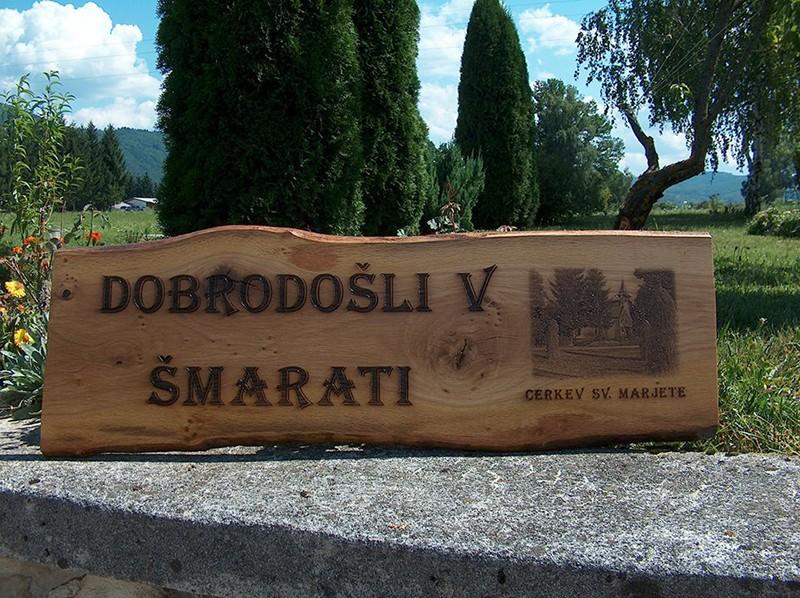 DOBRODOŠLI V
ŠMARATI
CERKEV SV. MARJETE